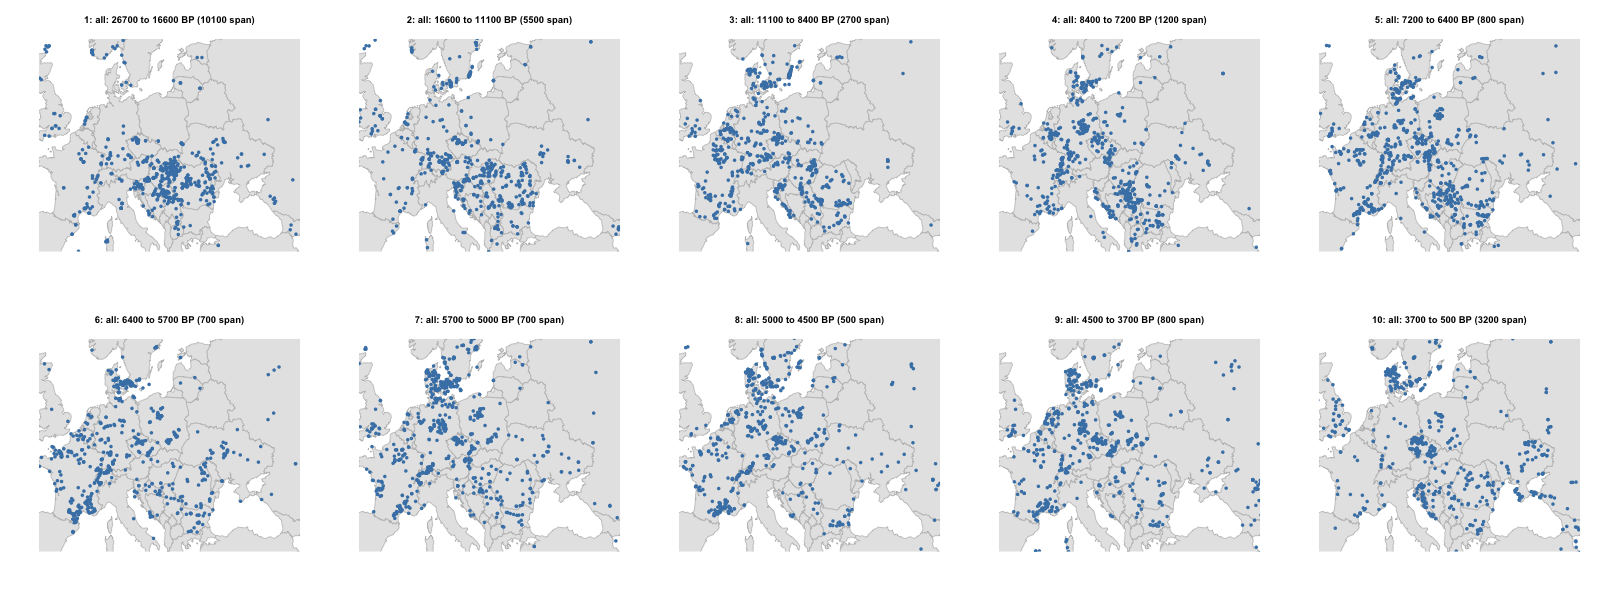 1: all: 26700 to 16600 BP (10100 span)
2: all: 16600 to 11100 BP (5500 span)
3: all: 11100 to 8400 BP (2700 span)
4: all: 8400 to 7200 BP (1200 span)
5: all: 7200 to 6400 BP (800 span)
6: all: 6400 to 5700 BP (700 span)
7: all: 5700 to 5000 BP (700 span)
8: all: 5000 to 4500 BP (500 span)
9: all: 4500 to 3700 BP (800 span)
10: all: 3700 to 500 BP (3200 span)